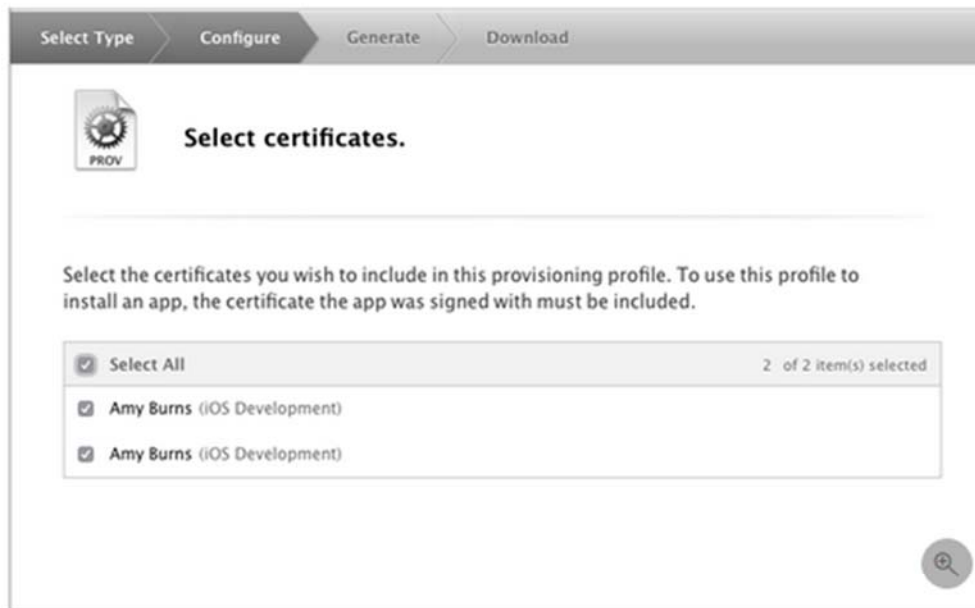 Select Type Configure Generate Download
PROV
Select certificates.
Select the certificates you wish to include in this provisioning profile. To use this profile to
install an app, the certificate the app was signed with must be included.
Select All 2 of 2 item(s) selected
Amy Burns (iOS Development)
Amy Burns (iOS Development)